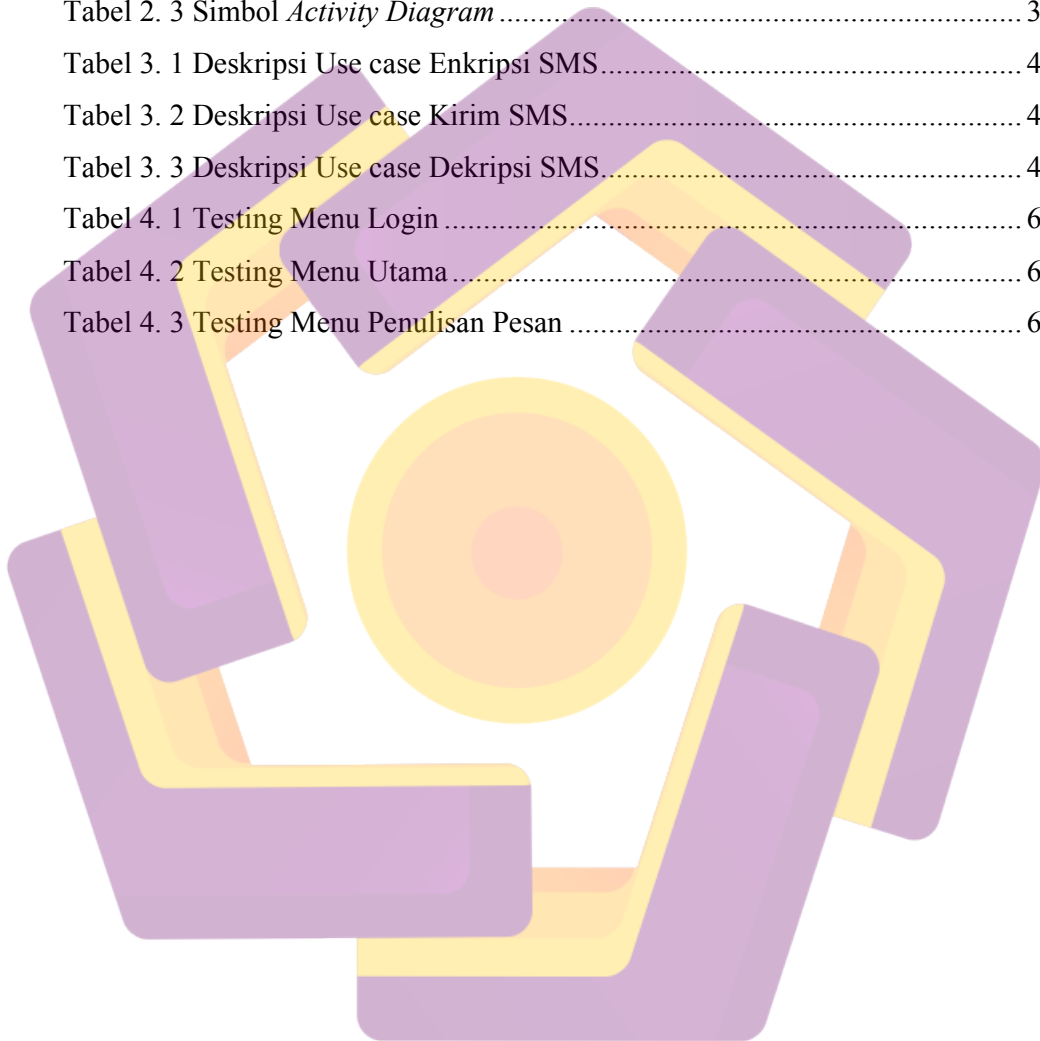 Tabel 2. 3 Simbol Activity Diagram ........................................................................ 3
Tabel 3. 1 Deskripsi Use case Enkripsi SMS.......................................................... 4
Tabel 3. 2 Deskripsi Use case Kirim SMS.............................................................. 4
Tabel 3. 3 Deskripsi Use case Dekripsi SMS.......................................................... 4
Tabel 4. 1 Testing Menu Login .............................................................................. 6
Tabel 4. 2 Testing Menu Utama ............................................................................. 6
Tabel 4. 3 Testing Menu Penulisan Pesan .............................................................. 6